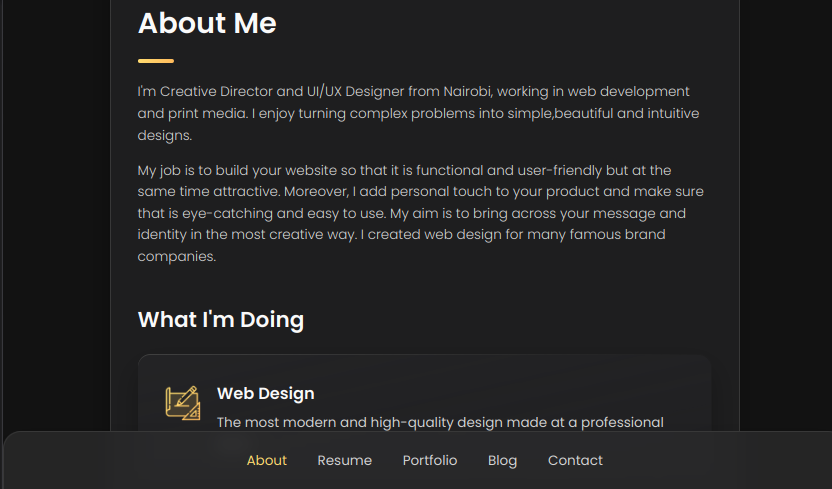 About Me
I'm Creative Director and UI/UX Designer from Nairobi, working in web development
and print media. I enjoy turning complex problems into simple,beautiful and intuitive
designs.
My job is to build your website so that it is functional and user-friendly but at the
same time attractive. Moreover, I add personal touch to your product and make sure
that is eye-catching and easy to use. My aim is to bring across your message and
identity in the most creative way. I created web design for many famous brand
companies.
What I'm Doing
Web Design
The most modern and high-quality design made at a professional
About Resume Portfolio Blog Contact